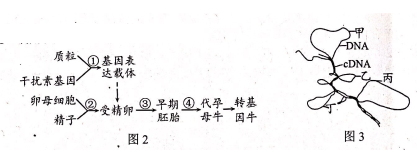 质粒
干扰素基因
①
基因表
达载体
卵母细胞
精子
②
受精卵
③
早期
胚胎
④
代孕
母牛
转基
因牛
图2
甲
DNA
cDNA
乙
丙
丁
图3